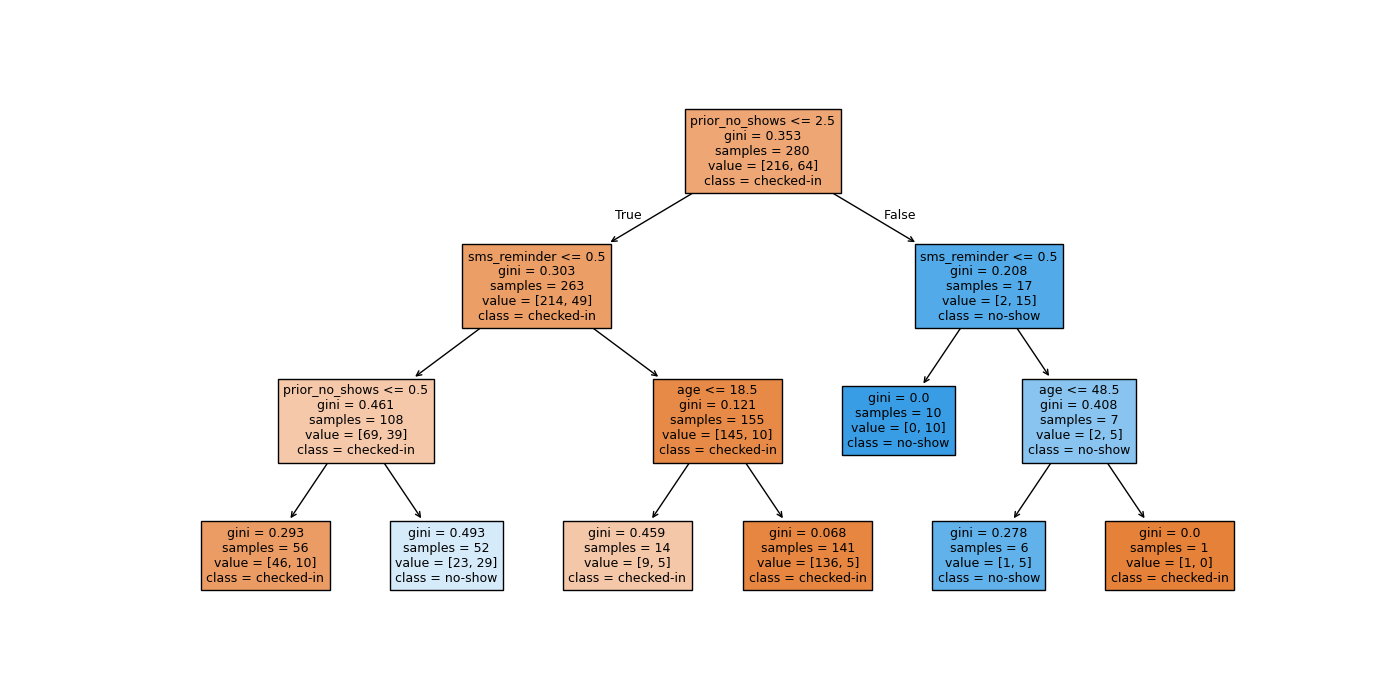 prior_no_shows <= 2.5
gini = 0.353
samples = 280
value = [216, 64]
class = checked-in
True
False
sms_reminder <= 0.5
gini = 0.303
samples = 263
value = [214, 49]
class = checked-in
sms_reminder <= 0.5
gini = 0.208
samples = 17
value = [2, 15]
class = no-show
prior_no_shows <= 0.5
gini = 0.461
samples = 108
value = [69, 39]
class = checked-in
age <= 18.5
gini = 0.121
samples = 155
value = [145, 10]
class = checked-in
gini = 0.0
samples = 10
value = [0, 10]
class = no-show
age <= 48.5
gini = 0.408
samples = 7
value = [2, 5]
class = no-show
gini = 0.293
samples = 56
value = [46, 10]
class = checked-in
gini = 0.493
samples = 52
value = [23, 29]
class = no-show
gini = 0.459
samples = 14
value = [9, 5]
class = checked-in
gini = 0.068
samples = 141
value = [136, 5]
class = checked-in
gini = 0.278
samples = 6
value = [1, 5]
class = no-show
gini = 0.0
samples = 1
value = [1, 0]
class = checked-in